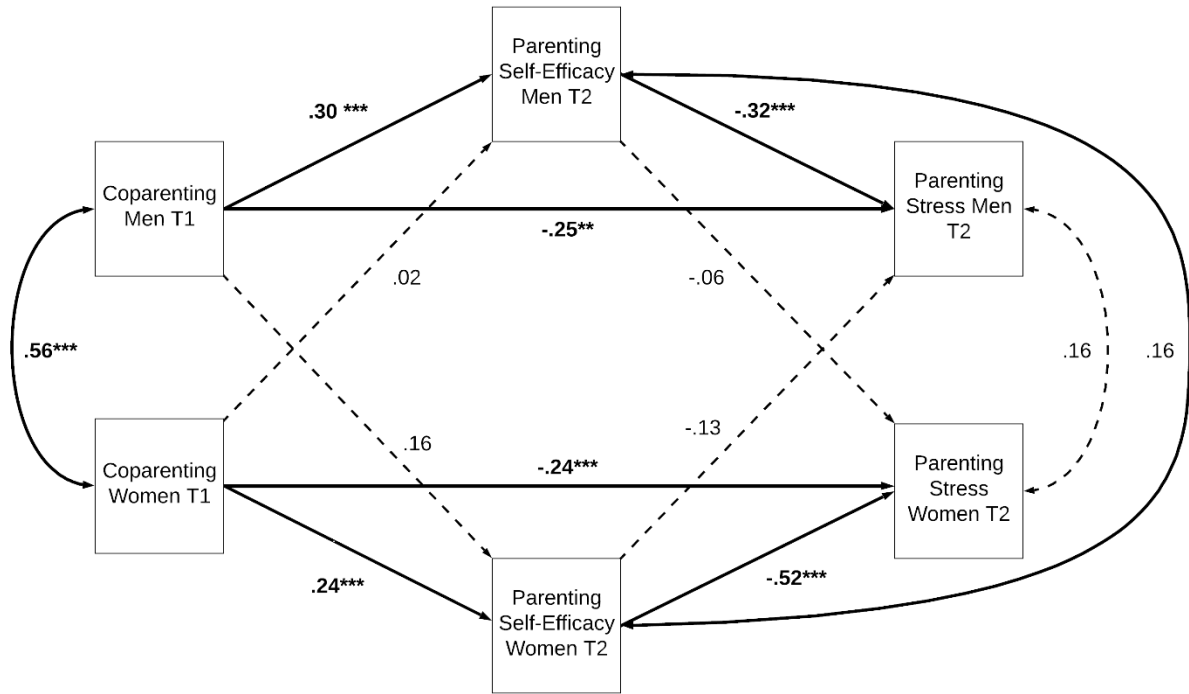 Parenting
Self-Efficacy
Men T2
.30 ***
-.32***
Coparenting
Men T1
Parenting
Stress Men
T2
-.25**
.02
-.06
.56***
.16
.16
.16
-.13
Coparenting
Women T1
-.24***
Parenting
Stress
Women T2
.24***
-.52***
Parenting
Self-Efficacy
Women T2